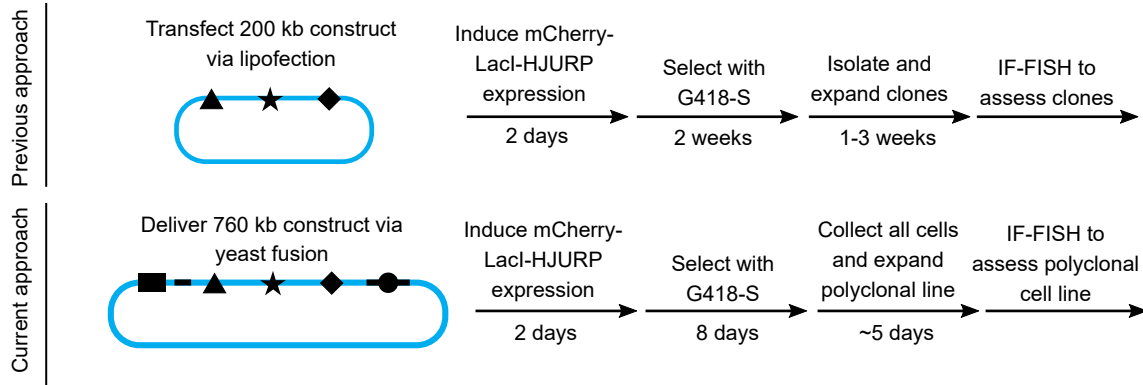 Previous approach
Transfect 200 kb construct
via lipofection
Induce mCherry-
LacI-HJURP
expression
2 days
Select with
G418-S
2 weeks
Isolate and
expand clones
1-3 weeks
IF-FISH to
assess clones
Current approach
Deliver 760 kb construct via
yeast fusion
Induce mCherry-
LacI-HJURP
expression
2 days
Select with
G418-S
8 days
Collect all cells
and expand
polyclonal line
~5 days
IF-FISH to
assess polyclonal
cell line